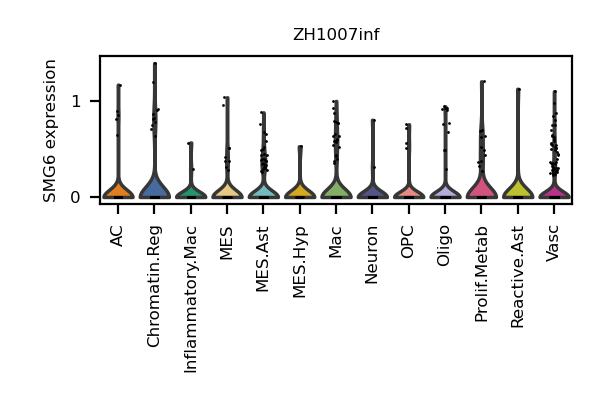 ZH1007inf
SMG6 expression
1
0
AC
Chromatin.Reg
Inflammatory.Mac
MES
MES.Ast
MES.Hyp
Mac
Neuron
OPC
Oligo
Prolif.Metab
Reactive.Ast
Vasc